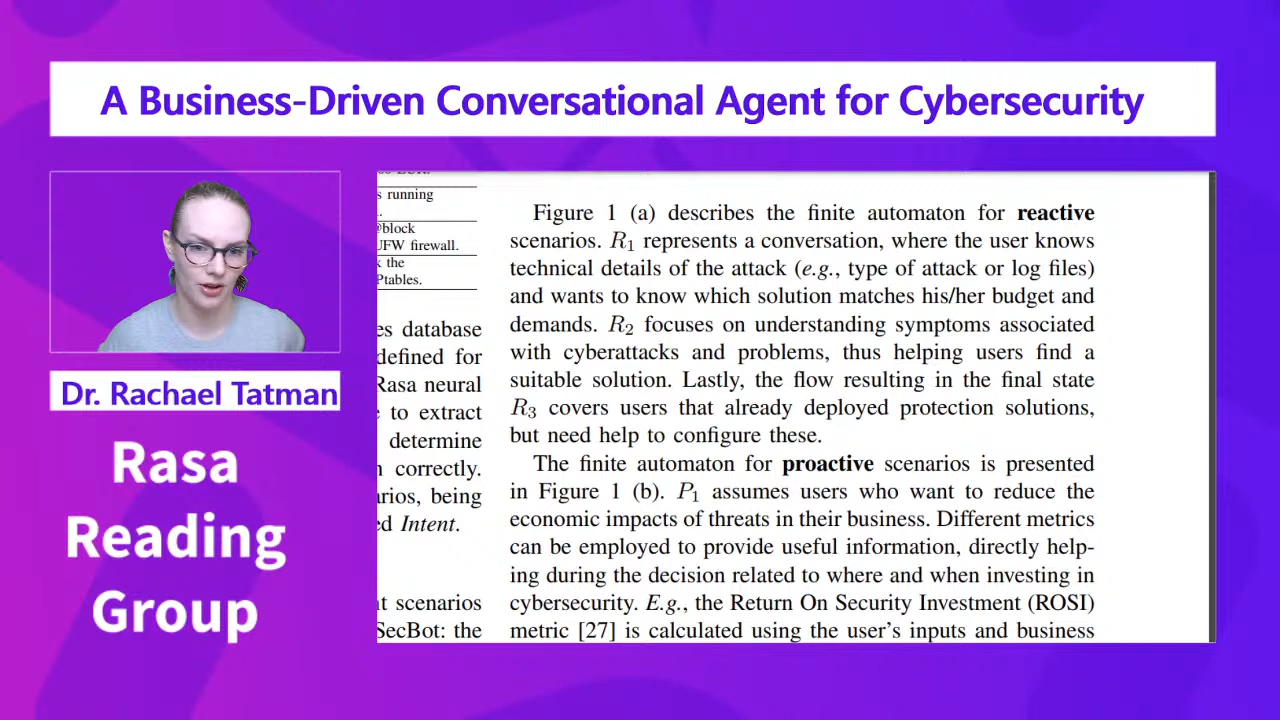 A Business-Driven Conversational Agent for Cybersecurity
Dr. Rachael Tatman
Rasa
Reading
Group
running
@block
UFW firewall.
the
Ptables.
database
defined for
Rasa neural
to extract
determine
correctly.
being
Intent.
scenarios
SecBot: the
Figure 1 (a) describes the finite automaton for reactive
scenarios. R1 represents a conversation, where the user knows
technical details of the attack (e.g., type of attack or log files)
and wants to know which solution matches his/her budget and
demands. R2 focuses on understanding symptoms associated
with cyberattacks and problems, thus helping users find a
suitable solution. Lastly, the flow resulting in the final state
R3 covers users that already deployed protection solutions,
but need help to configure these.
The finite automaton for proactive scenarios is presented
in Figure 1 (b). P1 assumes users who want to reduce the
economic impacts of threats in their business. Different metrics
can be employed to provide useful information, directly help-
ing during the decision related to where and when investing in
cybersecurity. E.g., the Return On Security Investment (ROSI)
metric [27] is calculated using the user's inputs and business